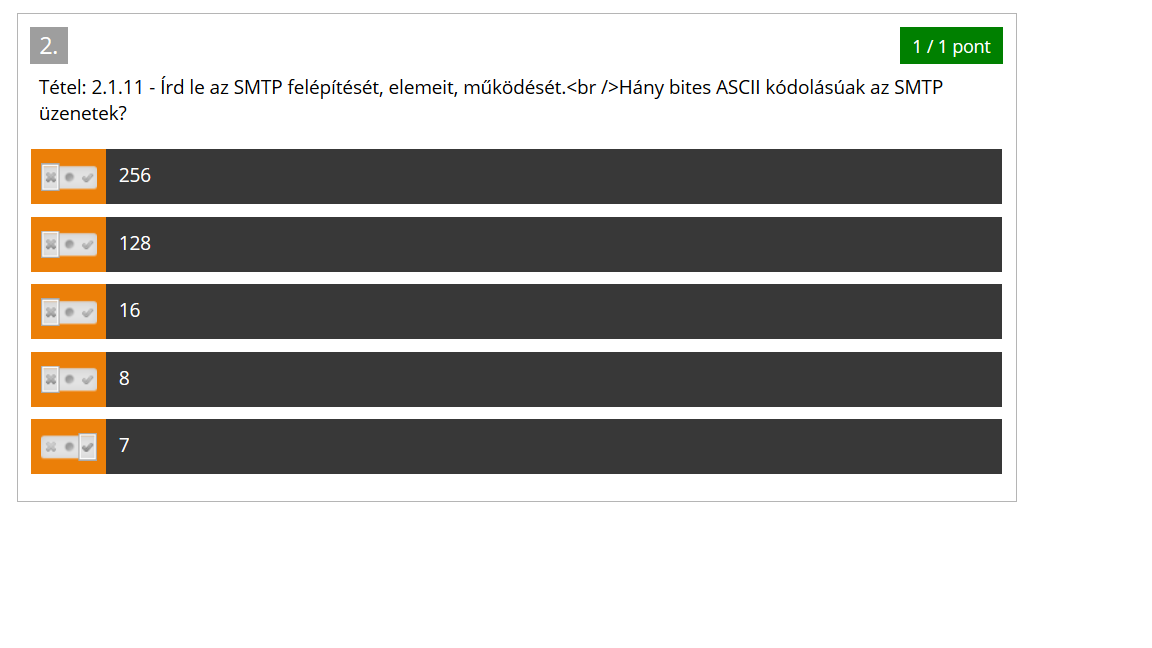 2.
1 / 1 pont
Tétel: 2.1.11 - Írd le az SMTP felépítését, elemeit, működését.<br />Hány bites ASCII kódolásúak az SMTP
üzenetek?
256
128
16
8
7